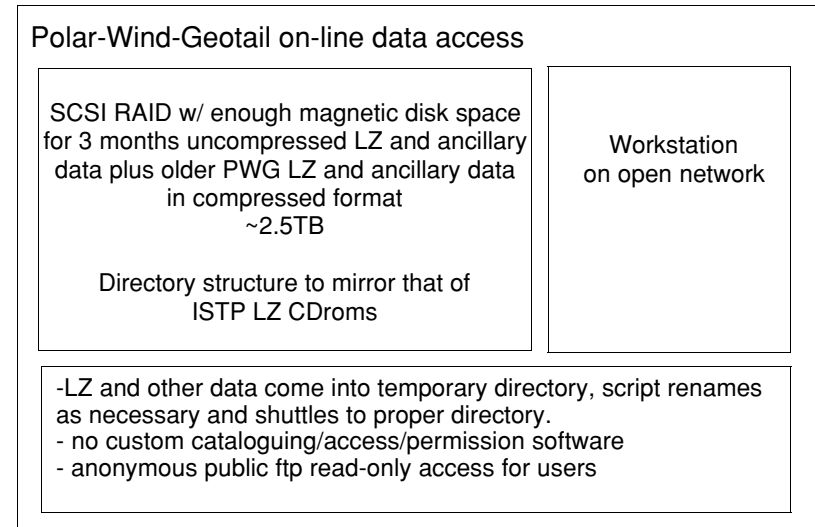 Polar-Wind-Geotail on-line data access
SCSI RAID w/ enough magnetic disk space
for 3 months uncompressed LZ and ancillary
data plus older PWG LZ and ancillary data
in compressed format
~2.5TB
Directory structure to mirror that of
ISTP LZ CDroms
Workstation
on open network
-LZ and other data come into temporary directory, script renames
as necessary and shuttles to proper directory.
- no custom cataloguing/access/permission software
- anonymous public ftp read-only access for users